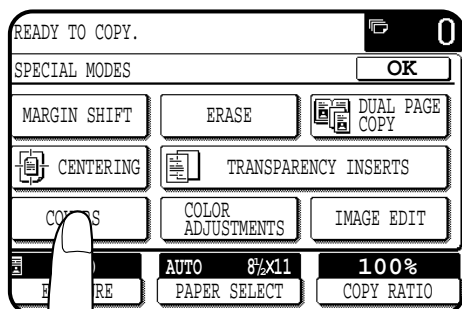 READY TO COPY.
0
SPECIAL MODES
OK
MARGIN SHIFT
ERASE
DUAL PAGE
COPY
CENTERING
TRANSPARENCY INSERTS
COLOR
ADJUSTMENTS
IMAGE EDIT
AUTO 8½X11
100%
PAPER SELECT
COPY RATIO